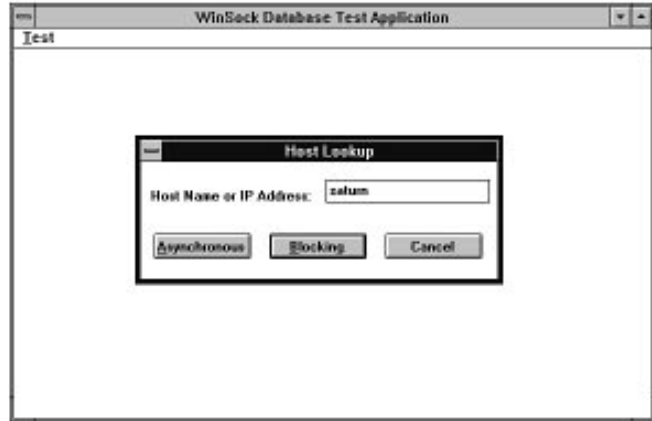 WinSock Database Test Application
Test
Host Lookup
Host Name or IP Address: saturn
Asynchronous Blocking Cancel